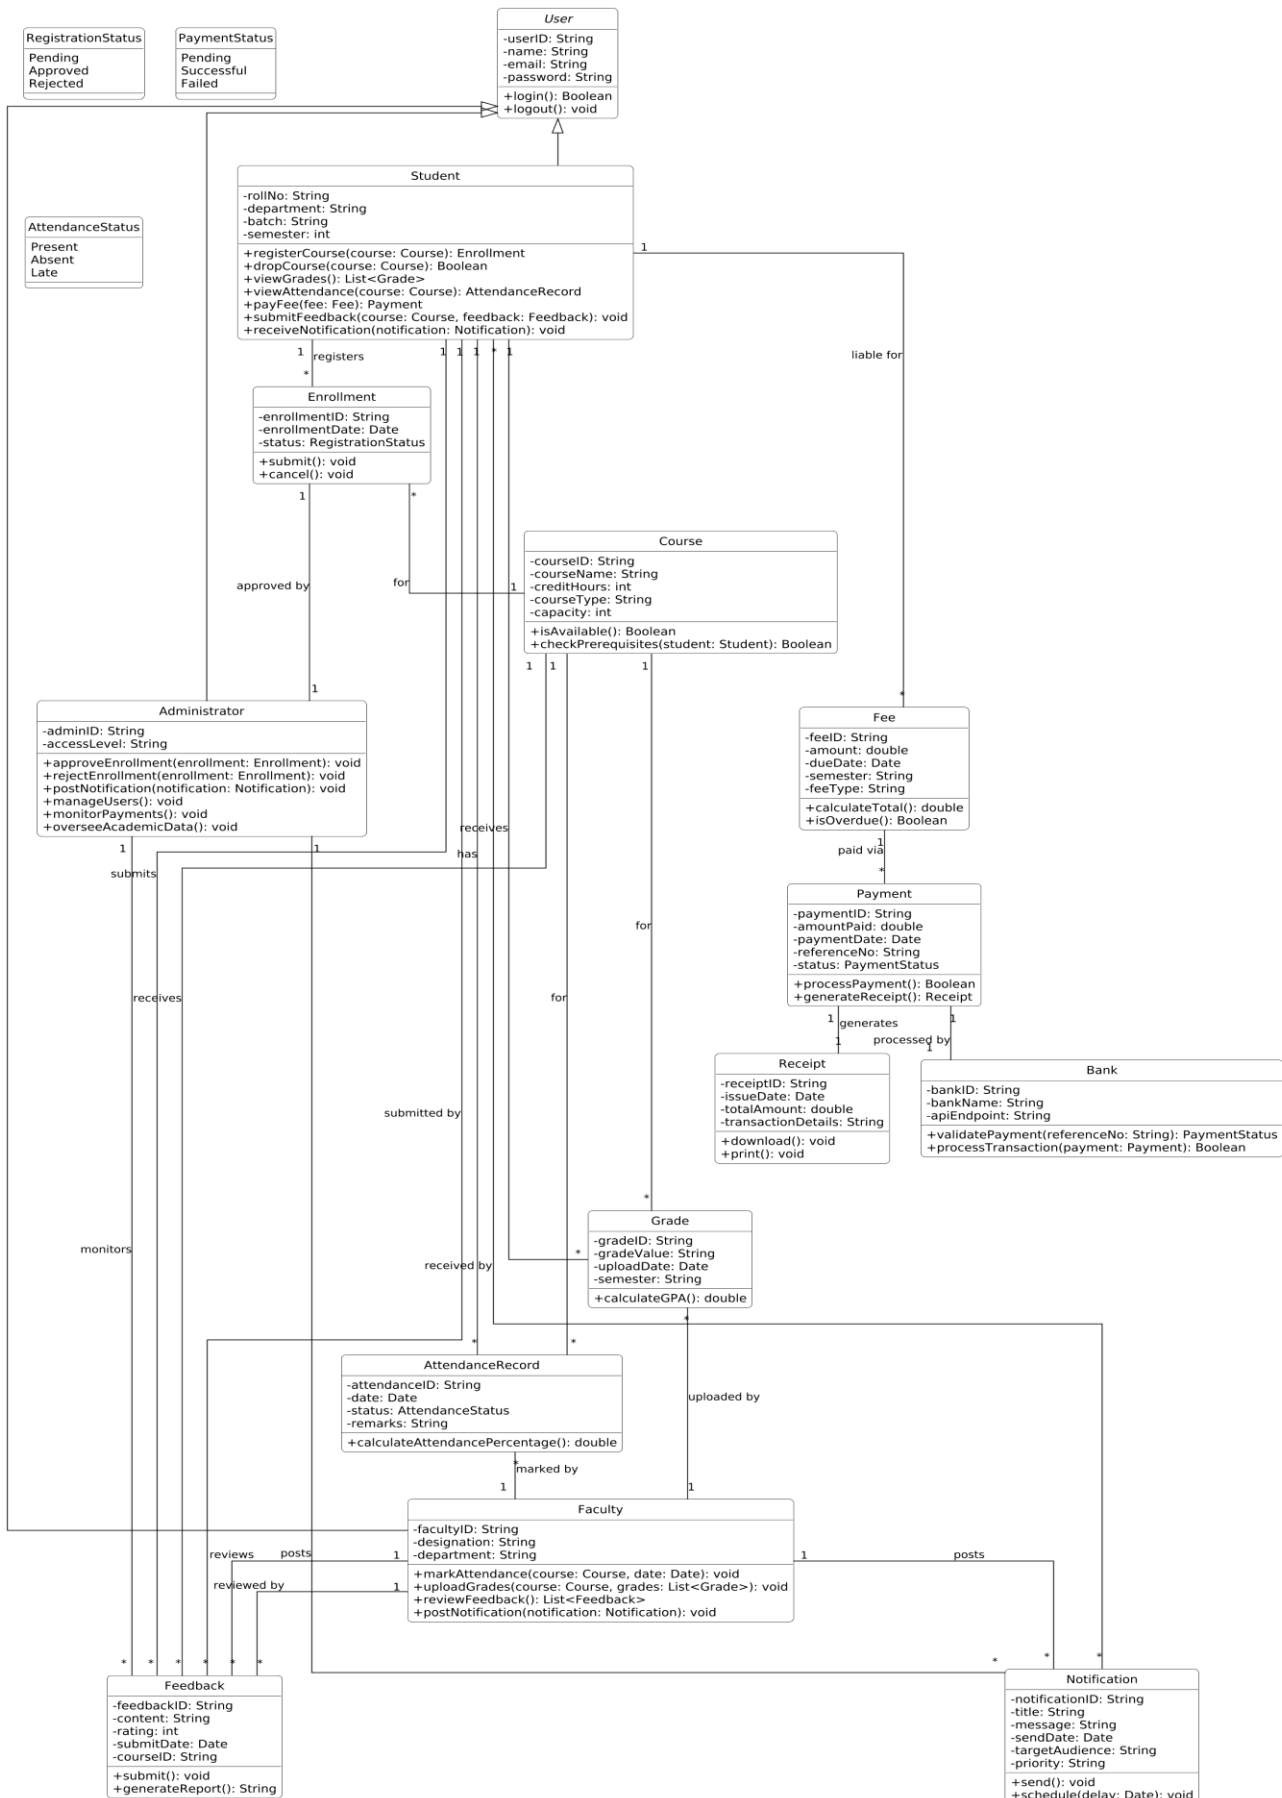 User
-userID: String
-name: String
-email: String
-password: String
+login(): Boolean
+logout(): void
RegistrationStatus
Pending
Approved
Rejected
PaymentStatus
Pending
Successful
Failed
Student
-rollNo: String
-department: String
-batch: String
-semester: int
+registerCourse(course: Course): Enrollment
+dropCourse(course: Course): Boolean
+viewGrades(): List<Grade>
+viewAttendance(course: Course): AttendanceRecord
+payFee(fee: Fee): Payment
+submitFeedback(course: Course, feedback: Feedback): void
+receiveNotification(notification: Notification): void
AttendanceStatus
Present
Absent
Late
1
liable for
*
1
registers
*
1
1
1
*
1
Enrollment
-enrollmentID: String
-enrollmentDate: Date
-status: RegistrationStatus
+submit(): void
+cancel(): void
1
*
approved by
for
1
1
Course
-courseID: String
-courseName: String
-creditHours: int
-courseType: String
-capacity: int
+isAvailable(): Boolean
+checkPrerequisites(student: Student): Boolean
1
1
1
Administrator
-adminID: String
-accessLevel: String
+approveEnrollment(enrollment: Enrollment): void
+rejectEnrollment(enrollment: Enrollment): void
+postNotification(notification: Notification): void
+manageUsers(): void
+monitorPayments(): void
+overseeAcademicData(): void
1
1
submits
receives
has
Fee
-feeID: String
-amount: double
-dueDate: Date
-semester: String
-feeType: String
+calculateTotal(): double
+isOverdue(): Boolean
1
paid via
*
Payment
-paymentID: String
-amountPaid: double
-paymentDate: Date
-referenceNo: String
-status: PaymentStatus
+processPayment(): Boolean
+generateReceipt(): Receipt
for
receives
for
1
generates
1
1
processed by
1
Receipt
-receiptID: String
-issueDate: Date
-totalAmount: double
-transactionDetails: String
+download(): void
+print(): void
Bank
-bankID: String
-bankName: String
-apiEndpoint: String
+validatePayment(referenceNo: String): PaymentStatus
+processTransaction(payment: Payment): Boolean
submitted by
*
Grade
-gradeID: String
-gradeValue: String
-uploadDate: Date
-semester: String
+calculateGPA(): double
*
monitors
received by
*
*
*
AttendanceRecord
-attendanceID: String
-date: Date
-status: AttendanceStatus
-remarks: String
+calculateAttendancePercentage(): double
uploaded by
*
marked by
1
1
Faculty
-facultyID: String
-designation: String
-department: String
+markAttendance(course: Course, date: Date): void
+uploadGrades(course: Course, grades: List<Grade>): void
+reviewFeedback(): List<Feedback>
+postNotification(notification: Notification): void
reviews
posts
1
1
posts
reviewed by
1
*
*
*
*
*
*
*
*
*
Feedback
-feedbackID: String
-content: String
-rating: int
-submitDate: Date
-courseID: String
+submit(): void
+generateReport(): String
Notification
-notificationID: String
-title: String
-message: String
-sendDate: Date
-targetAudience: String
-priority: String
+send(): void
+schedule(delay: Date): void